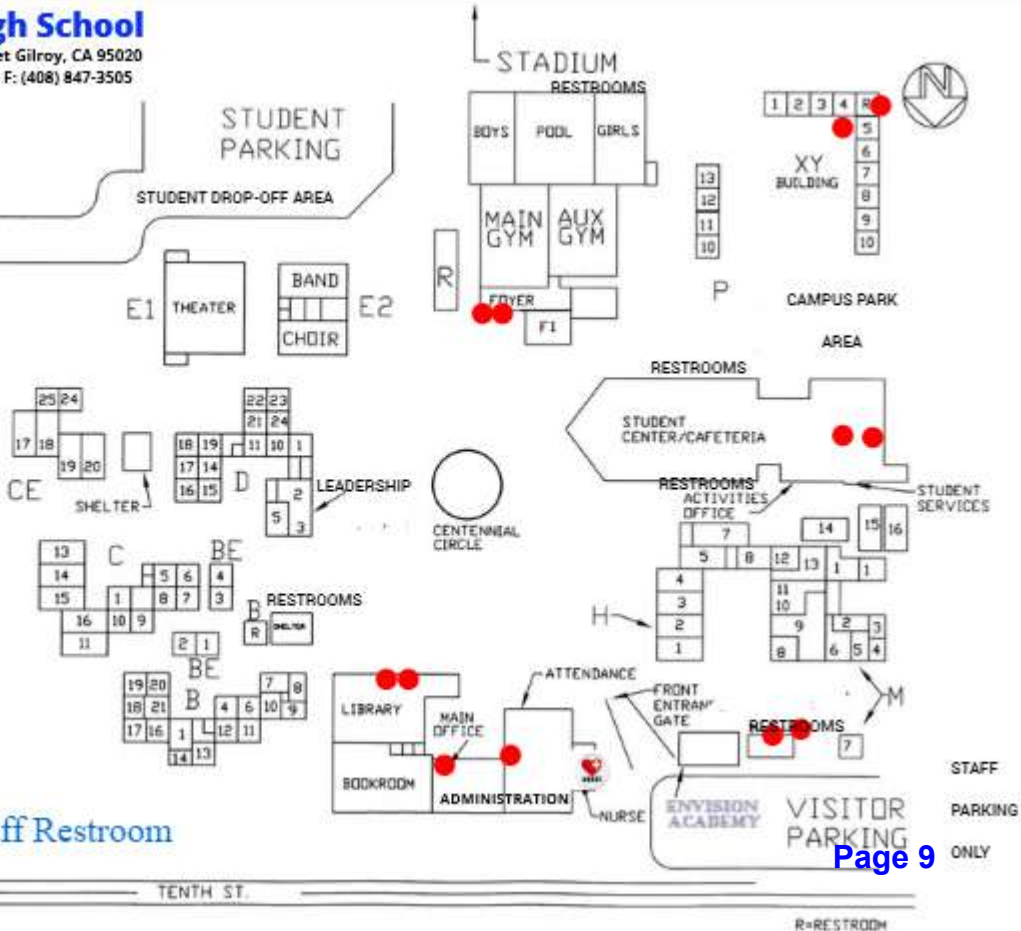 gh School
et Gilroy, CA 95020
F: (408) 847-3505
STADIUM
RESTROOMS
BOYS POOL GIRLS
MAIN GYM
AUX GYM
FOYER
F1
R
N
1 2 3 4 R
5
6
7
8
9
10
XY
BUILDING
13
12
11
10
P
CAMPUS PARK
AREA
STUDENT
PARKING
STUDENT DROP-OFF AREA
E1
THEATER
BAND
CHOIR
E2
RESTROOMS
STUDENT
CENTER/CAFETERIA
RESTROOMS
ACTIVITIES
OFFICE
STUDENT
SERVICES
25 24
17 18
19 20
CE
SHELTER
22 23
21 24
18 19 11 10 1
17 14
16 15
D
2
5
3
LEADERSHIP
CENTENNIAL
CIRCLE
7
14
15 16
5 8 12 13 1 1
4
3
2
1
H
11
10
9
8
2 3
6 5 4
M
13
14
15
C
5 6
1 8 7
16 10 9
11
BE
4
3
B
R
SHELTER
RESTROOMS
2 1
BE
19 20
18 21
17 16
B
7 8
4 6 10 9
1 12 11
14 13
LIBRARY
MAIN
OFFICE
BOOKROOM
ADMINISTRATION
ATTENDANCE
FRONT
ENTRAN
GATE
RESTROOMS
7
NURSE
ENVISION
ACADEMY
VISITOR
PARKING
STAFF
PARKING
ONLY
ff Restroom
Page 9
TENTH ST.
R=RESTROOM